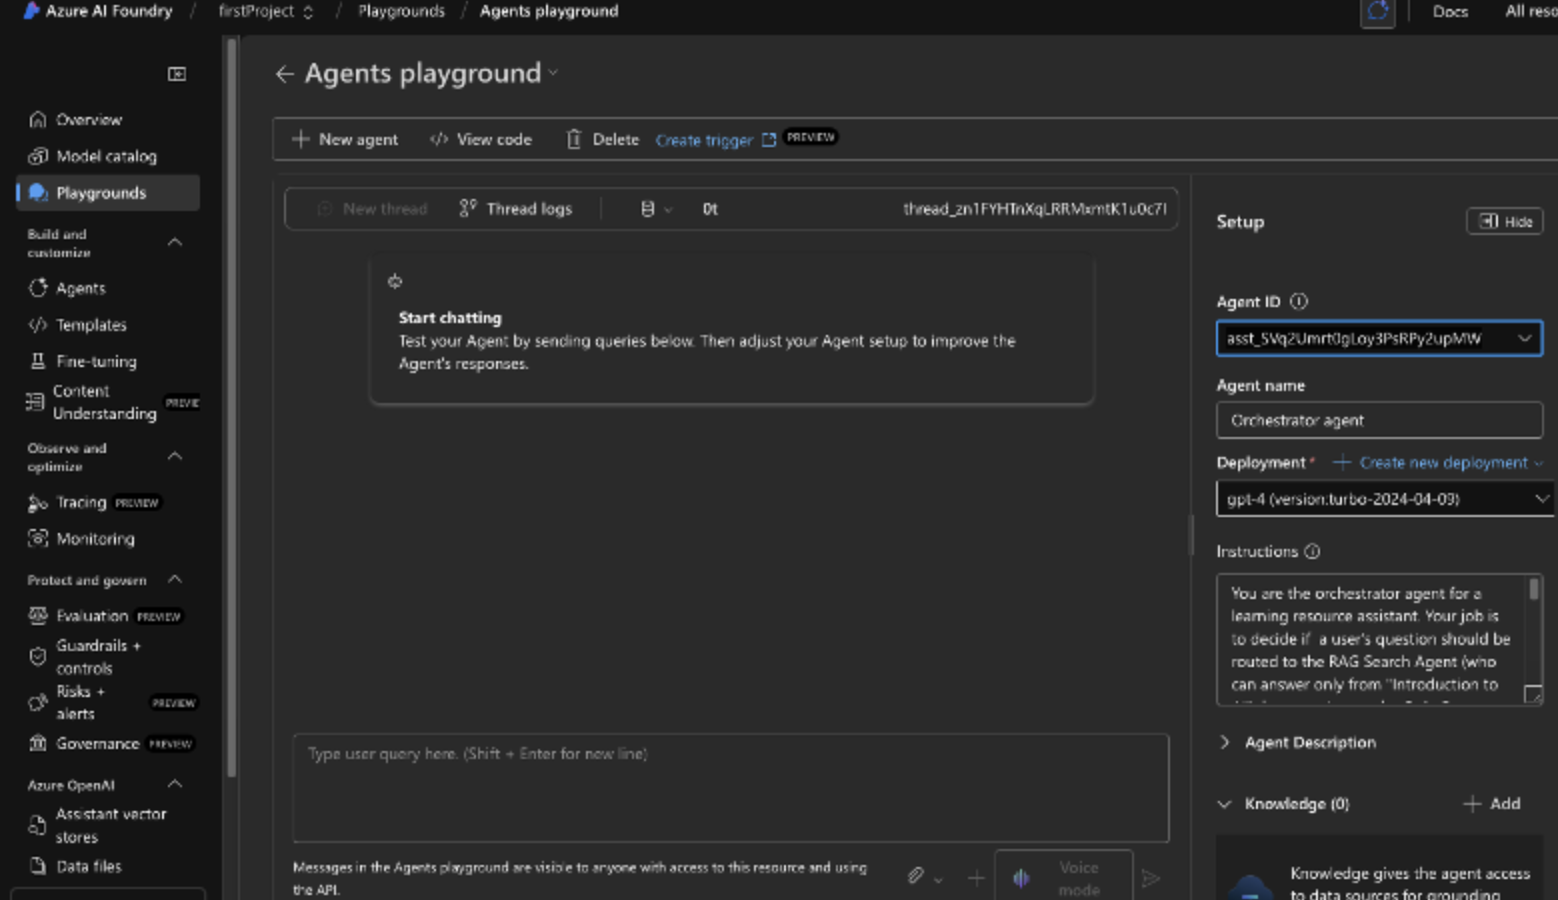 Azure AI Foundry / firstProject / Playgrounds / Agents playground
Docs
All reso
Agents playground
New agent
View code
Delete
Create trigger
PREVIEW
Overview
Model catalog
Playgrounds
Build and
customize
Agents
Templates
Fine-tuning
Content
Understanding
PREVIE
Observe and
optimize
Tracing PREVIEW
Monitoring
Protect and govern
Evaluation PREVIEW
Guardrails +
controls
Risks +
alerts
PREVIEW
Governance PREVIEW
Azure OpenAI
Assistant vector
stores
Data files
New thread
Thread logs
0t
Start chatting
Test your Agent by sending queries below. Then adjust your Agent setup to improve the
Agent's responses.
Type user query here. (Shift + Enter for new line)
Messages in the Agents playground are visible to anyone with access to this resource and using
the API.
Voice
mode
Setup
Hide
Agent ID
Agent name
Orchestrator agent
Deployment *
Create new deployment
gpt-4 (version:turbo-2024-04-09)
Instructions
You are the orchestrator agent for a
learning resource assistant. Your job is
to decide if a user's question should be
routed to the RAG Search Agent (who
can answer only from "Introduction to
Agent Description
Knowledge (0)
Add
Knowledge gives the agent access
to data sources for grounding